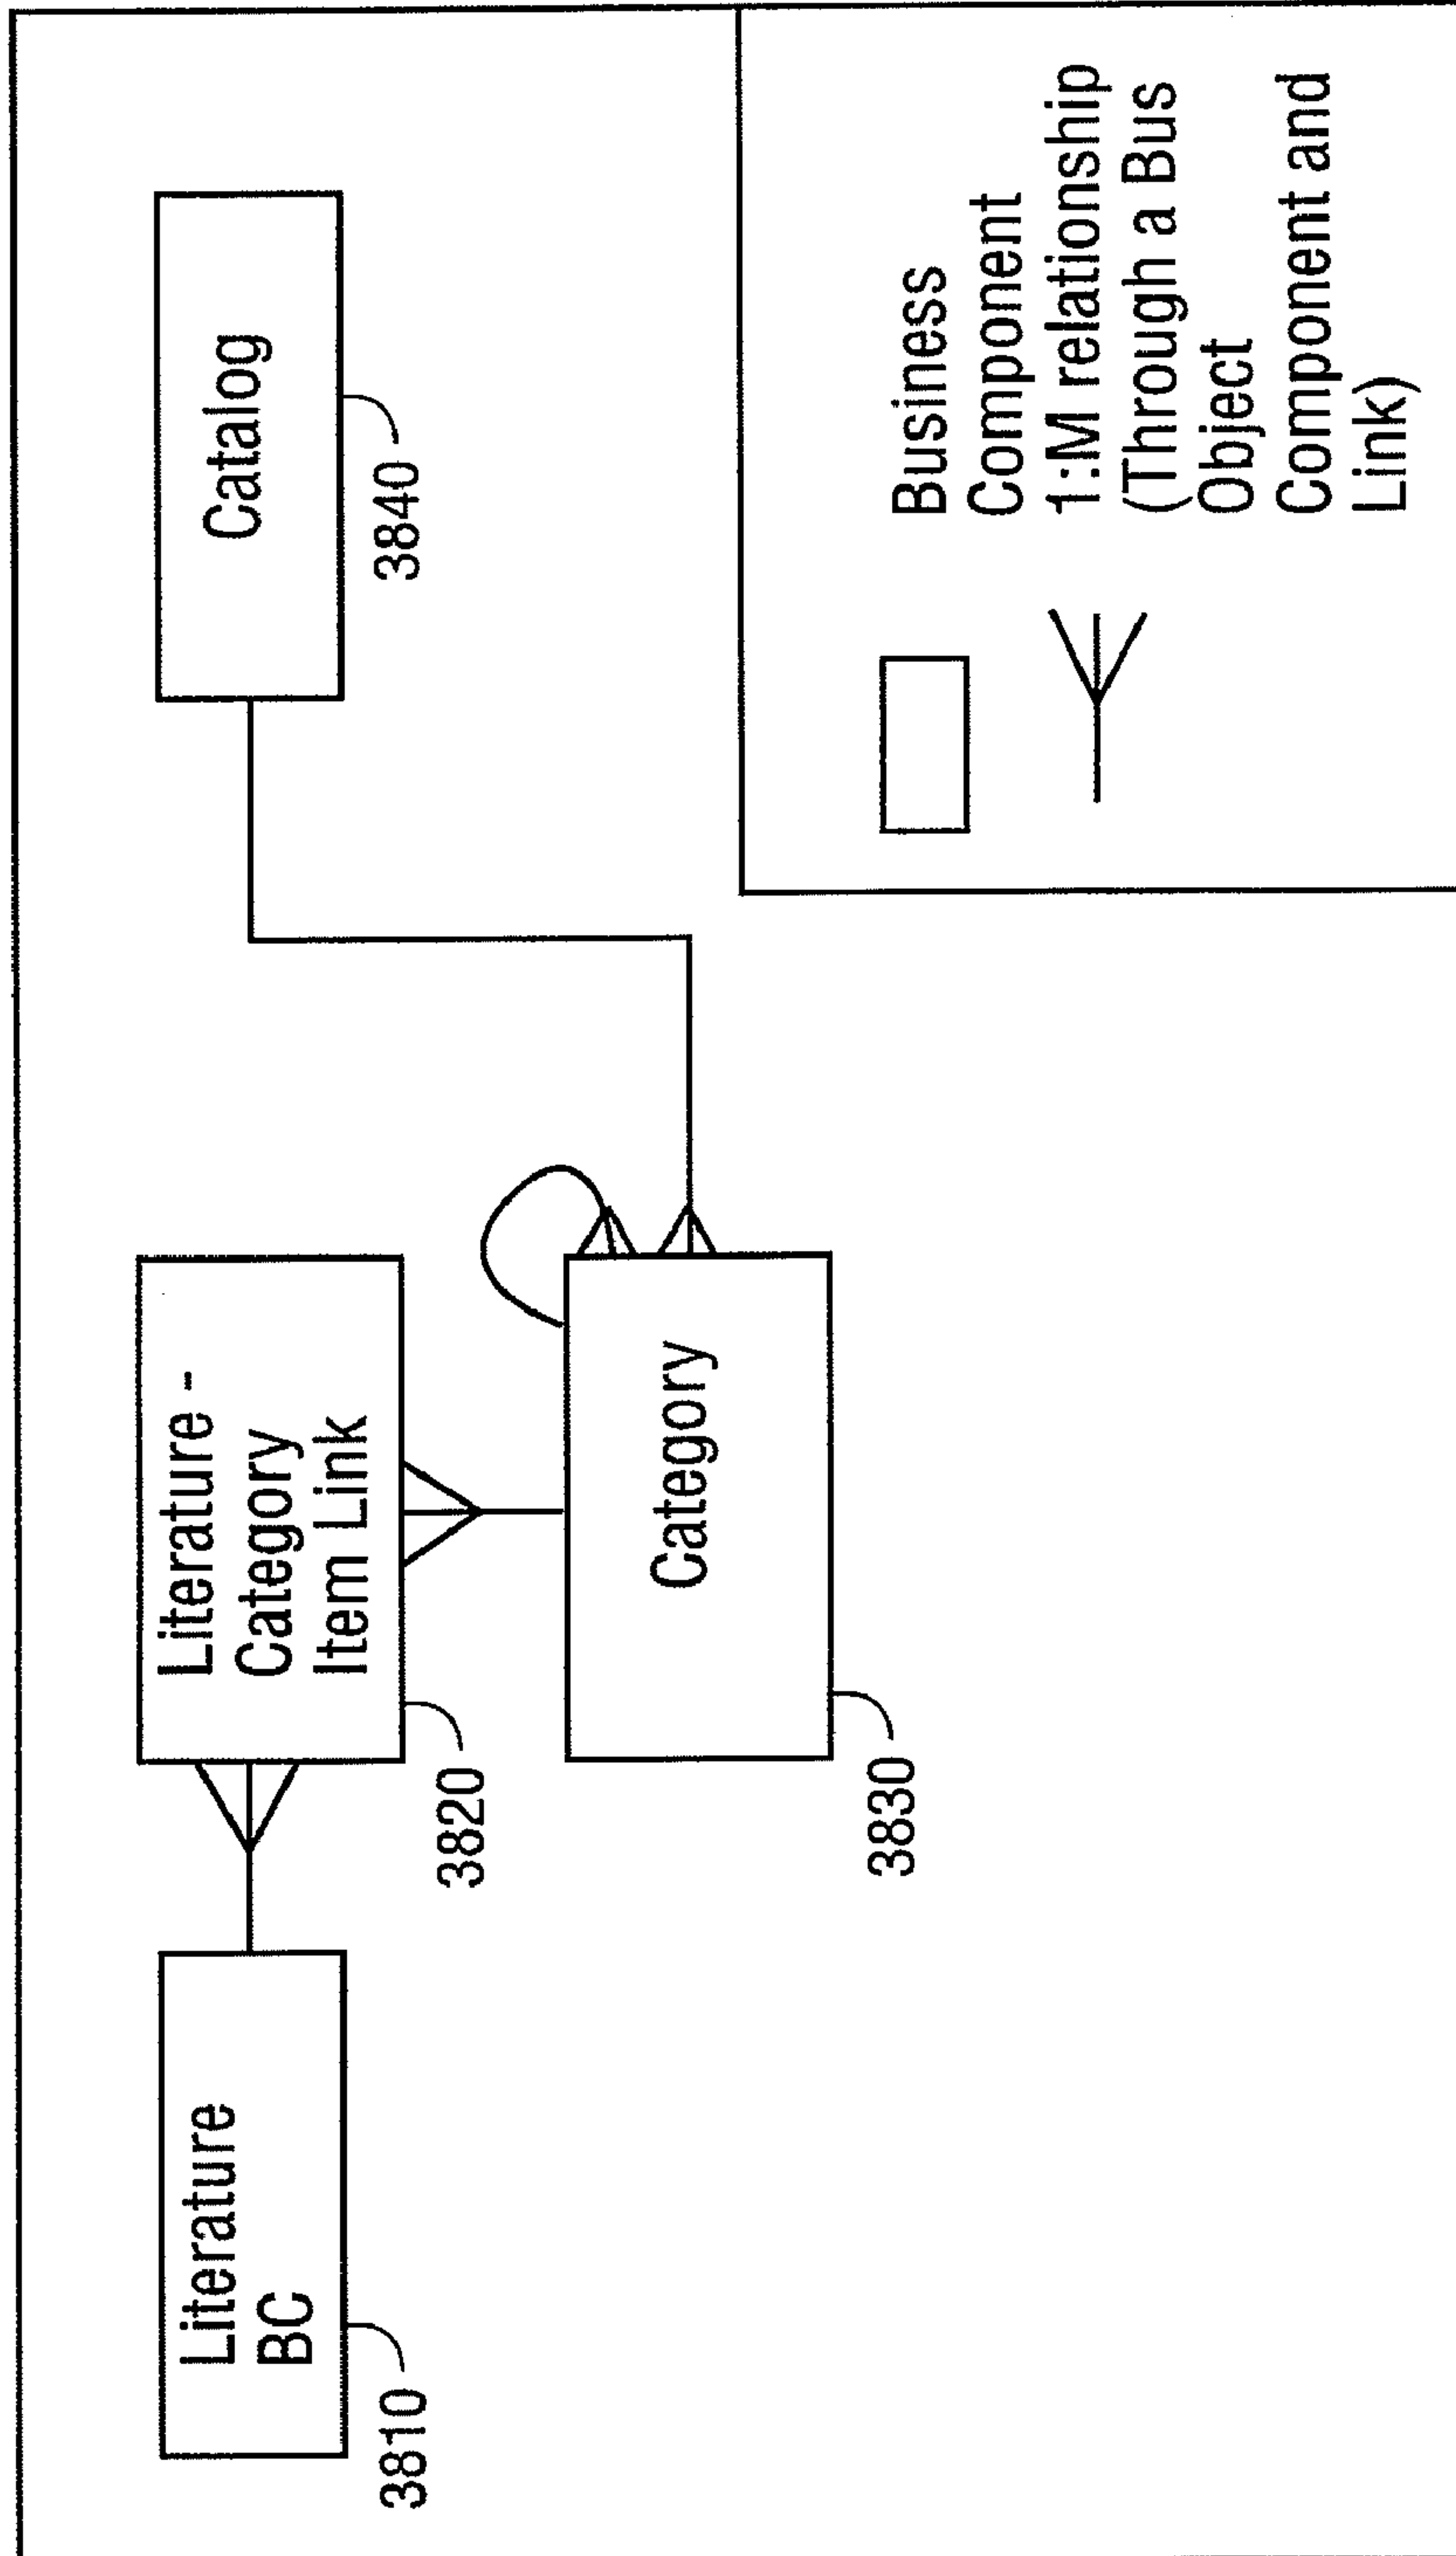 Literature
BC
3810
Literature -
Category
Item Link
3820
Category
3830
Catalog
3840
Business
Component
1:M relationship
(Through a Bus
Object
Component and
Link)